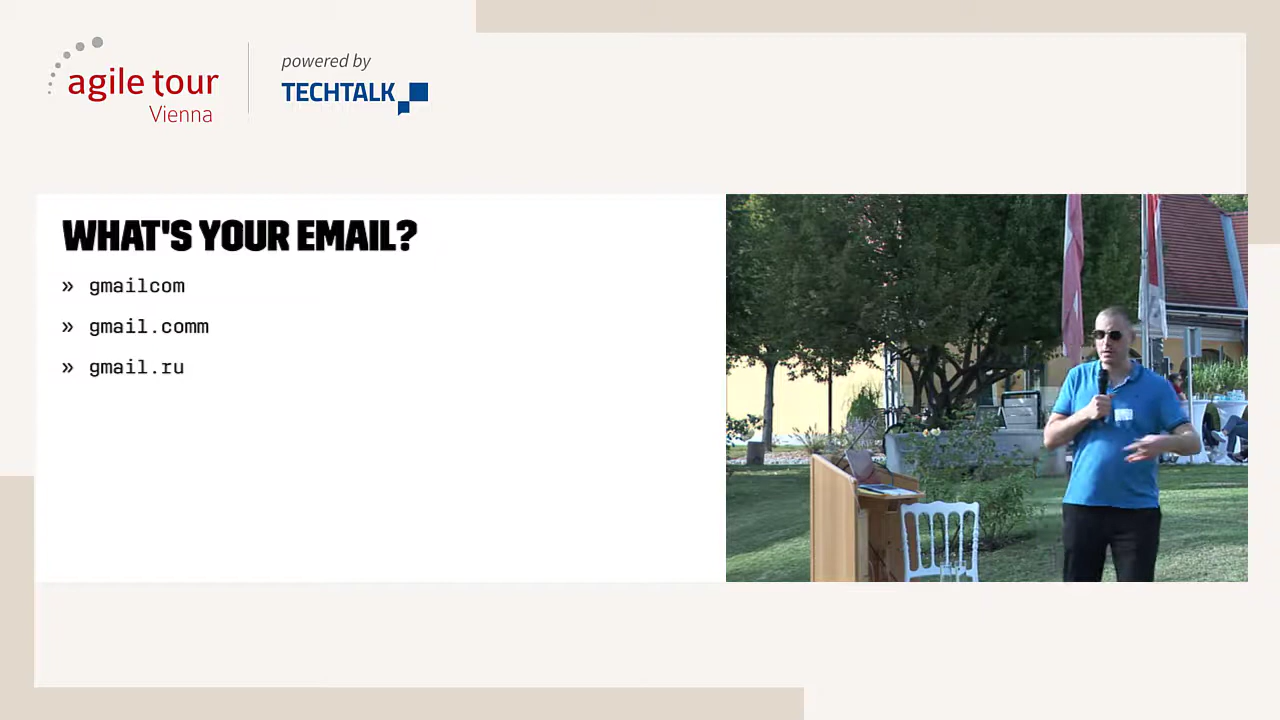 agile tour
Vienna
powered by
TECHTALK
WHAT'S YOUR EMAIL?
» gmailcom
» gmail.comm
» gmail.ru